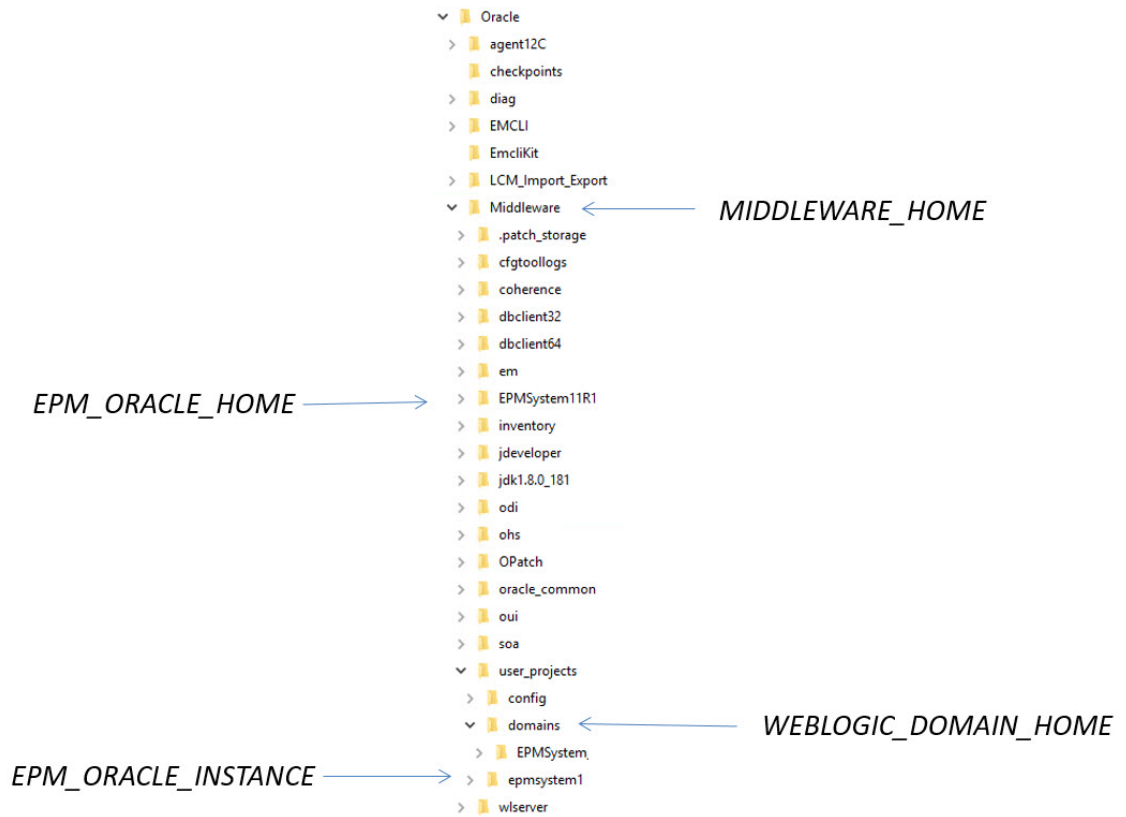 Oracle
agent12C
checkpoints
diag
EMCLI
EmcliKit
LCM_Import_Export
Middleware MIDDLEWARE_HOME
.patch_storage
cfgtoollogs
coherence
dbclient32
dbclient64
em
EPM_ORACLE_HOME EPMSystem11R1
inventory
jdeveloper
jdk1.8.0_181
odi
ohs
OPatch
oracle_common
oui
soa
user_projects
config
domains WEBLOGIC_DOMAIN_HOME
EPMSystem_
EPM_ORACLE_INSTANCE epmsystem1
wlserver